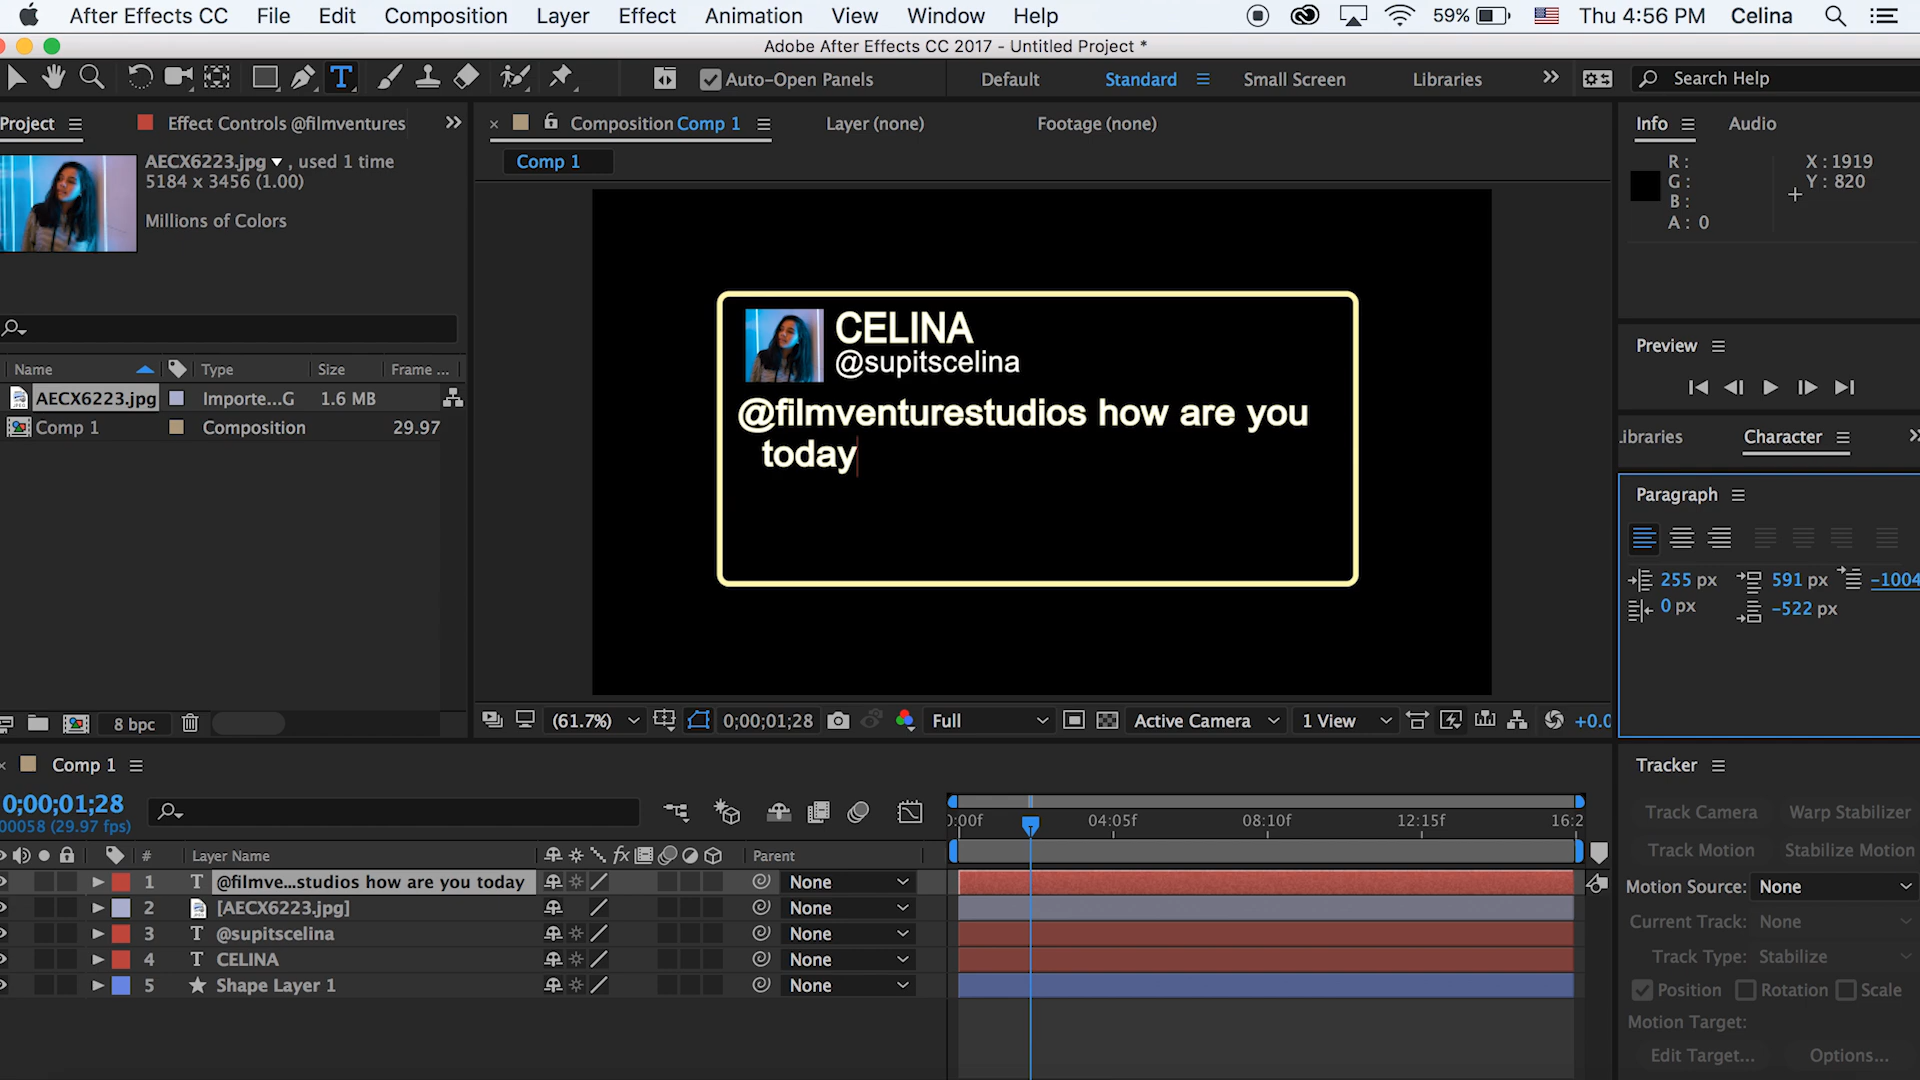 After Effects CC File Edit Composition Layer Effect Animation View Window Help 59% Thu 4:56 PM Celina
Adobe After Effects CC 2017 - Untitled Project *
T Auto-Open Panels Default Standard Small Screen Libraries Search Help
Project Effect Controls @filmventures Composition Comp 1 Layer (none) Footage (none) Info Audio
AECX6223.jpg , used 1 time
5184 x 3456 (1.00)
Millions of Colors
Comp 1
R :
G :
B :
A : 0
X : 1919
Y : 820
CELINA
@supitscelina
@filmventurestudios how are you
today
Name Type Size Frame ...
AECX6223.jpg Importe...G 1.6 MB
Comp 1 Composition 29.97
Preview
ibraries Character
Paragraph
255 px 591 px -1004
0 px -522 px
8 bpc (61.7%) 0;00;01;28 Full Active Camera 1 View +0.0
Comp 1
0;00;01;28
00058 (29.97 fps)
0:00f 04:05f 08:10f 12:15f 16:2
# Layer Name fx Parent
1 T @filmve...studios how are you today None
2 [AECX6223.jpg] None
3 T @supitscelina None
4 T CELINA None
5 Shape Layer 1 None
Tracker
Track Camera Warp Stabilizer
Track Motion Stabilize Motion
Motion Source: None
Current Track: None
Track Type: Stabilize
Position Rotation Scale
Motion Target:
Edit Target... Options...